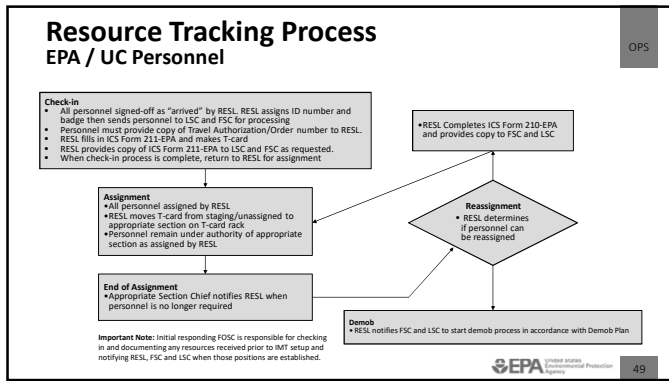 Resource Tracking Process
EPA / UC Personnel
OPS
Check-in
• All personnel signed-off as “arrived” by RESL. RESL assigns ID number and
badge then sends personnel to LSC and FSC for processing
• Personnel must provide copy of Travel Authorization/Order number to RESL.
• RESL fills in ICS Form 211-EPA and makes T-card
• RESL provides copy of ICS Form 211-EPA to LSC and FSC as requested.
• When check-in process is complete, return to RESL for assignment
•RESL Completes ICS Form 210-EPA
and provides copy to FSC and LSC
Assignment
•All personnel assigned by RESL
•RESL moves T-card from staging/unassigned to
appropriate section on T-card rack
•Personnel remain under authority of appropriate
section as assigned by RESL
Reassignment
• RESL determines
if personnel can
be reassigned
End of Assignment
•Appropriate Section Chief notifies RESL when
personnel is no longer required
Demob
• RESL notifies FSC and LSC to start demob process in accordance with Demob Plan
Important Note: Initial responding FOSC is responsible for checking
in and documenting any resources received prior to IMT setup and
notifying RESL, FSC and LSC when those positions are established.
EPA United States
Environmental Protection
Agency
49